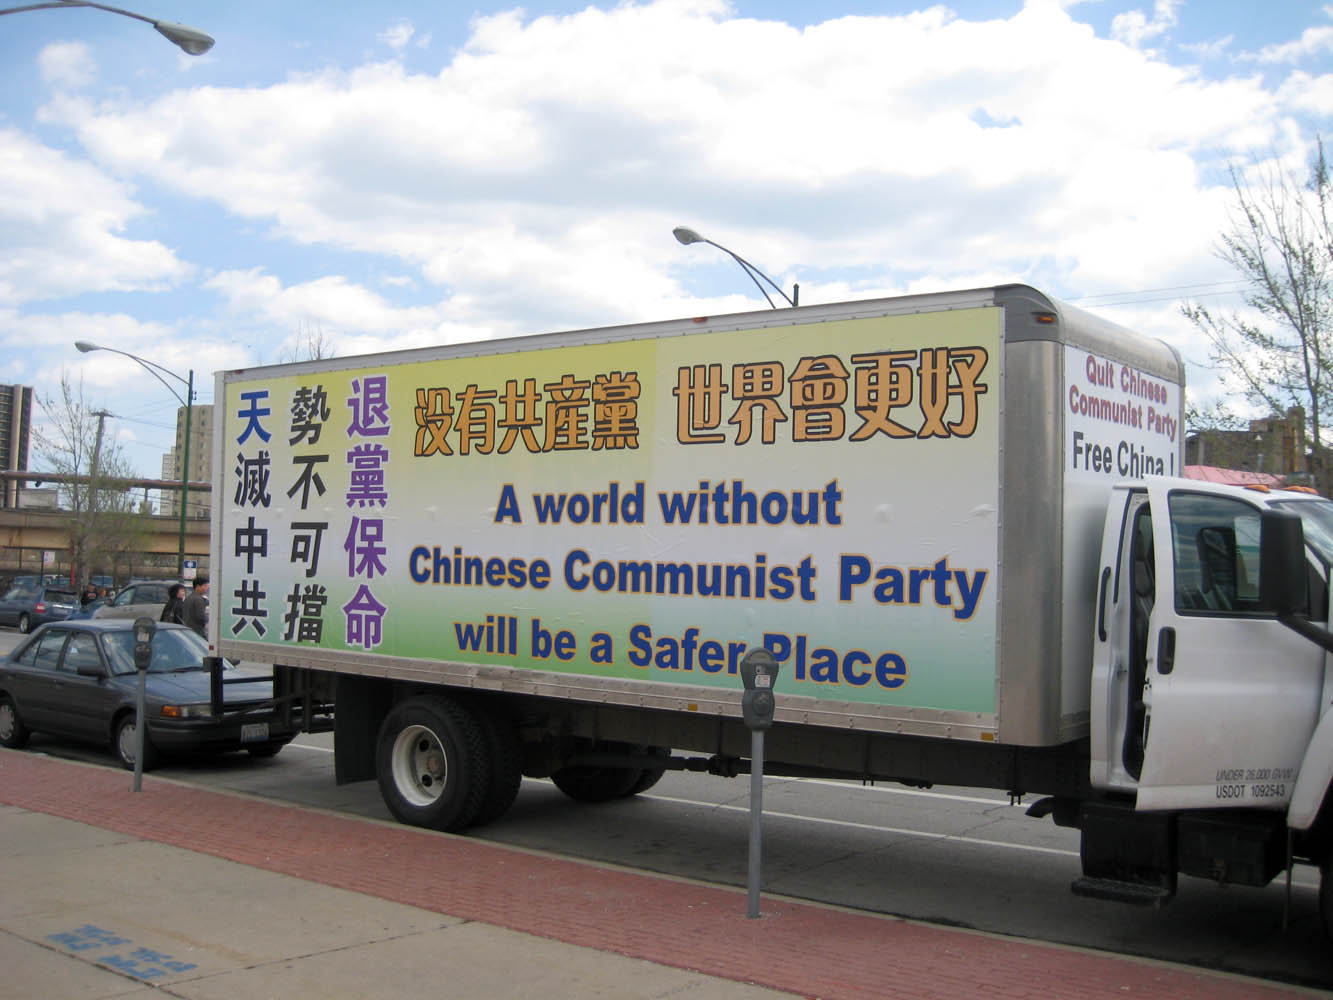 天滅中共
勢不可擋
退黨保命
没有共産黨 世界會更好
A world without
Chinese Communist Party
will be a Safer Place
Quit Chinese
Communist Party
Free China !
UNDER 26,000 GVW
USDOT 1092543